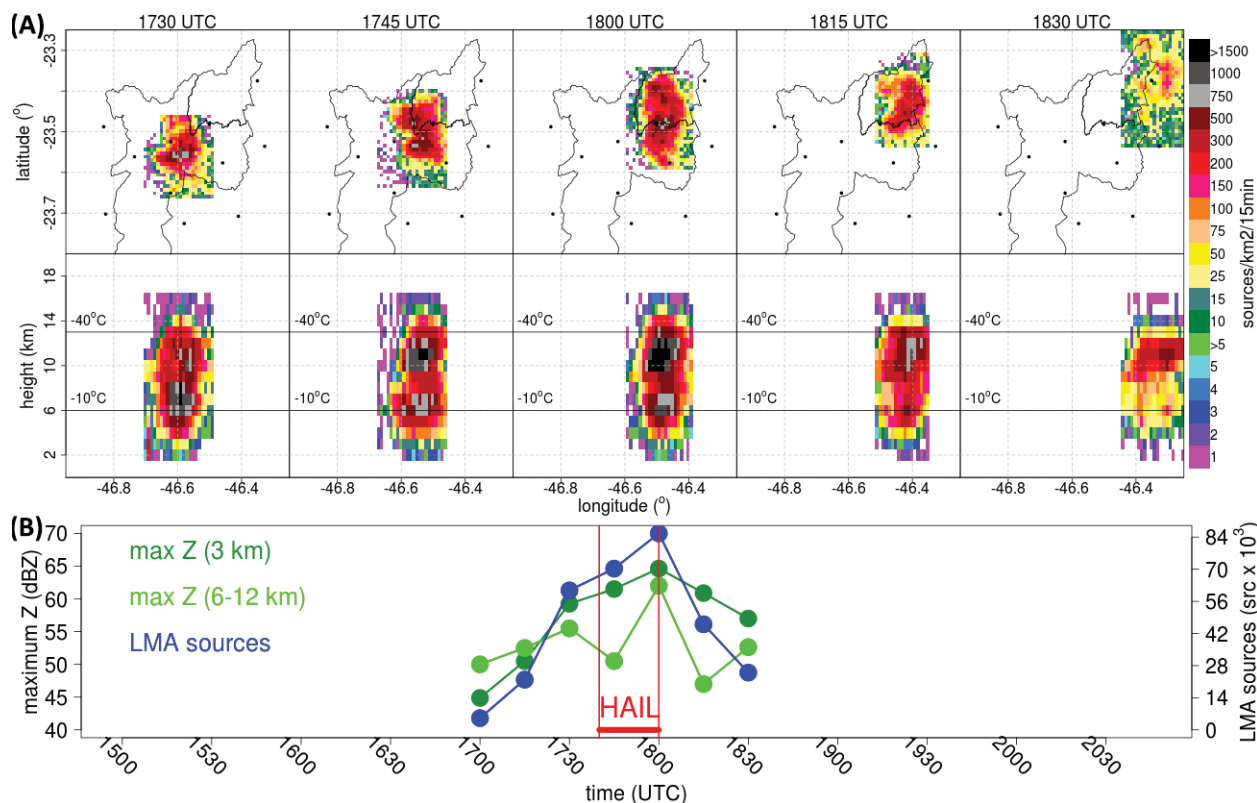 (A)
1730 UTC 1745 UTC 1800 UTC 1815 UTC 1830 UTC
latitude (°)
-23.3
-23.5
-23.7
height (km)
18
14
10
6
2
-40°C -40°C -40°C
-10°C -10°C -10°C
-46.8 -46.6 -46.4 -46.8 -46.6 -46.4 -46.8 -46.6 -46.4 -46.8 -46.6 -46.4 -46.8 -46.6 -46.4
longitude (°)
>1500
1000
750
500
300
200
150
100
75
50
25
15
10
>5
5
4
3
2
1
sources/km2/15min
(B)
maximum Z (dBZ)
70
65
60
55
50
45
40
max Z (3 km)
max Z (6-12 km)
LMA sources
HAIL
84
70
56
42
28
14
0
LMA sources (src x 10³)
1500 1530 1600 1630 1700 1730 1800 1830 1900 1930 2000 2030
time (UTC)